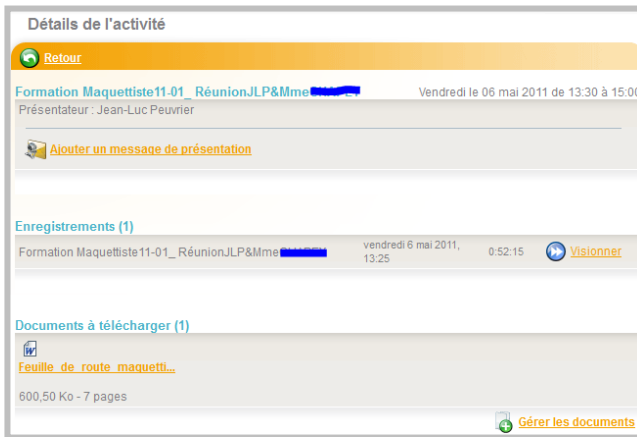 Détails de l'activité
Retour
Formation Maquettiste11-01_ RéunionJLP&Mme
Vendredi le 06 mai 2011 de 13:30 à 15:00
Présentateur : Jean-Luc Peuvrier
Ajouter un message de présentation
Enregistrements (1)
Formation Maquettiste11-01_ RéunionJLP&Mme
vendredi 6 mai 2011,
13:25
0:52:15
Visionner
Documents à télécharger (1)
Feuille_de_route_maquetti...
600,50 Ko - 7 pages
Gérer les documents